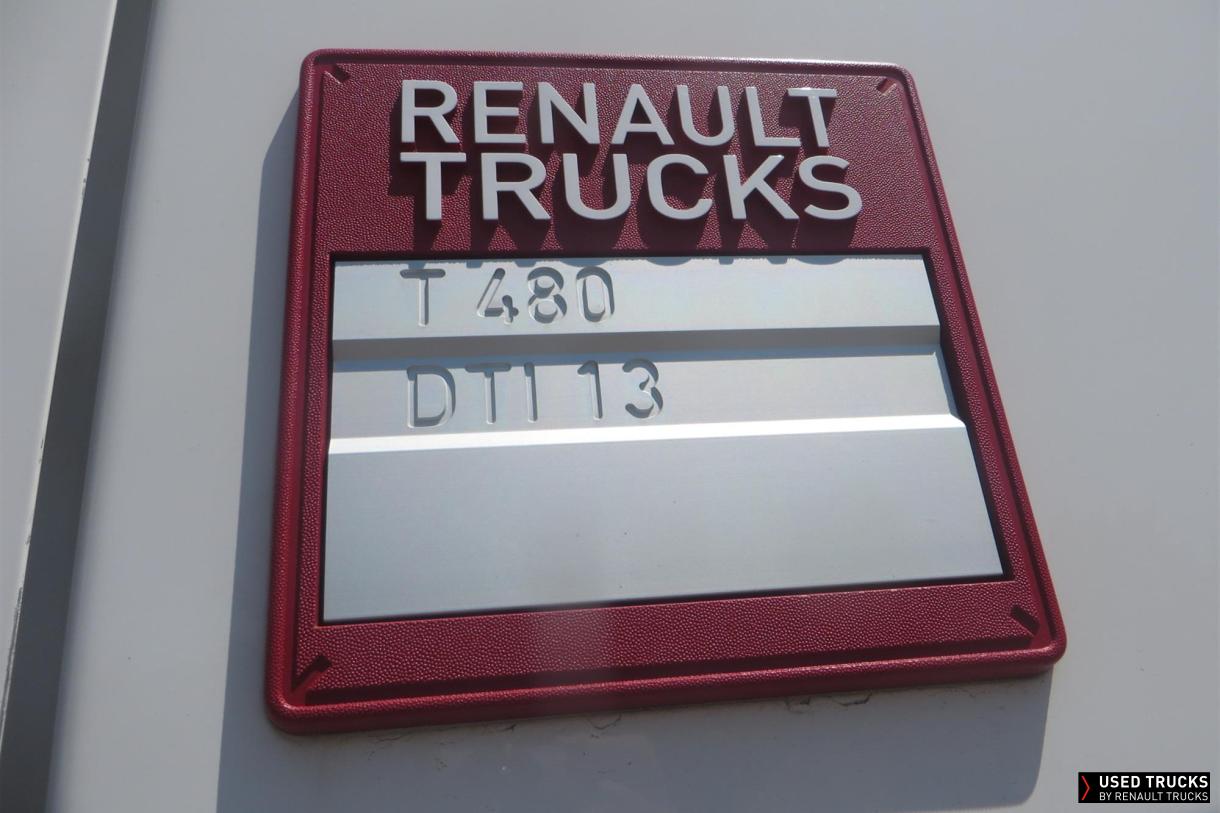 RENAULT
TRUCKS
T 480
DTI 13
USED TRUCKS
BY RENAULT TRUCKS